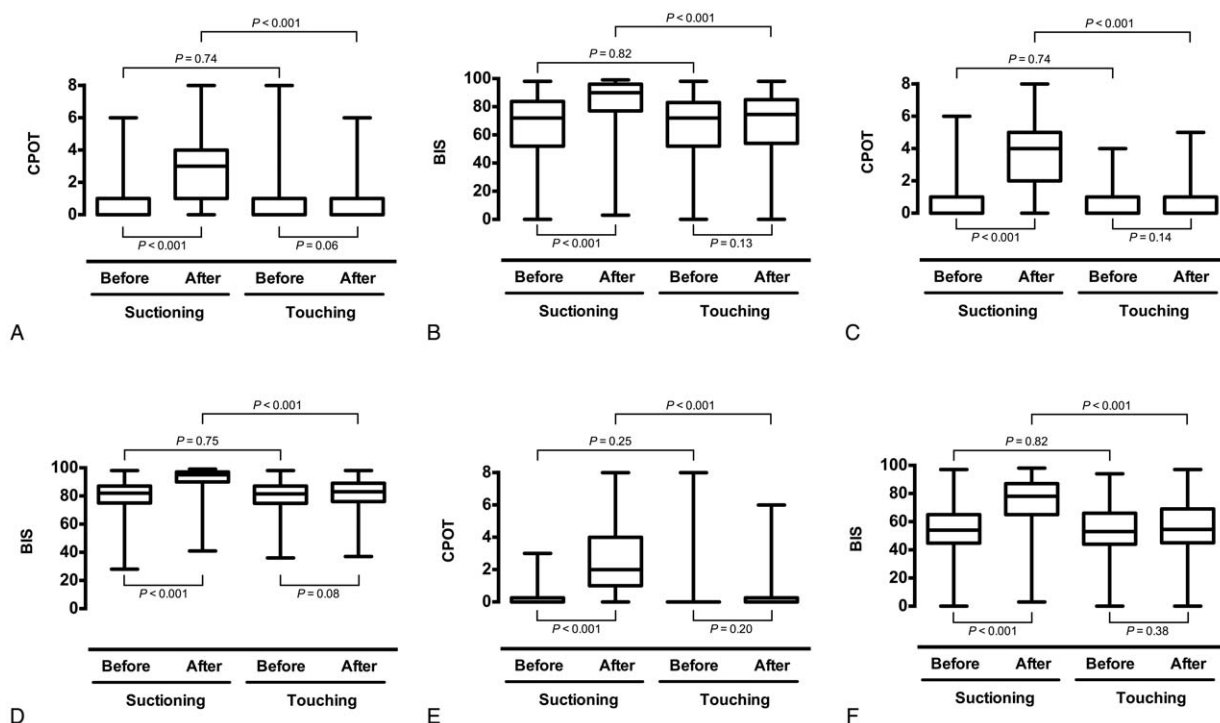 P < 0.001
P = 0.74
8
6
4
2
0
CPOT
P < 0.001
P = 0.06
Before After Before After
Suctioning Touching
A
P < 0.001
P = 0.82
100
80
60
40
20
0
BIS
P < 0.001
P = 0.13
Before After Before After
Suctioning Touching
B
P < 0.001
P = 0.74
8
6
4
2
0
CPOT
P < 0.001
P = 0.14
Before After Before After
Suctioning Touching
C
P < 0.001
P = 0.75
100
80
60
40
20
0
BIS
P < 0.001
P = 0.08
Before After Before After
Suctioning Touching
D
P < 0.001
P = 0.25
8
6
4
2
0
CPOT
P < 0.001
P = 0.20
Before After Before After
Suctioning Touching
E
P < 0.001
P = 0.82
100
80
60
40
20
0
BIS
P < 0.001
P = 0.38
Before After Before After
Suctioning Touching
F